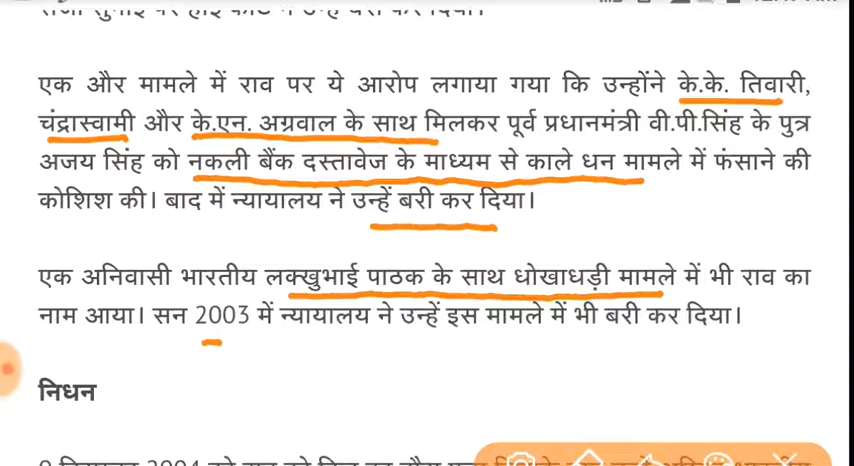 एक और मामले में राव पर ये आरोप लगाया गया कि उन्होंने के.के. तिवारी,
चंद्रास्वामी और के.एन. अग्रवाल के साथ मिलकर पूर्व प्रधानमंत्री वी.पी.सिंह के पुत्र
अजय सिंह को नकली बैंक दस्तावेज के माध्यम से काले धन मामले में फंसाने की
कोशिश की। बाद में न्यायालय ने उन्हें बरी कर दिया।
एक अनिवासी भारतीय लक्खुभाई पाठक के साथ धोखाधड़ी मामले में भी राव का
नाम आया। सन 2003 में न्यायालय ने उन्हें इस मामले में भी बरी कर दिया।
निधन